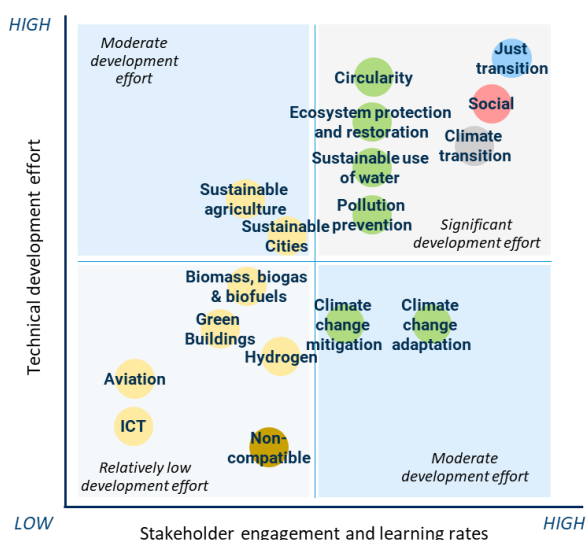 HIGH
Moderate
development
effort
Just
transition
Circularity
Social
Ecosystem protection
and restoration
Climate
transition
Sustainable use
of water
Sustainable
agriculture
Pollution
prevention
Sustainable
Cities
Significant
development effort
Technical development effort
Biomass, biogas
& biofuels
Green
Buildings
Hydrogen
Climate
change
mitigation
Climate
change
adaptation
Aviation
ICT
Non-
compatible
Relatively low
development effort
Moderate
development effort
LOW
HIGH
Stakeholder engagement and learning rates